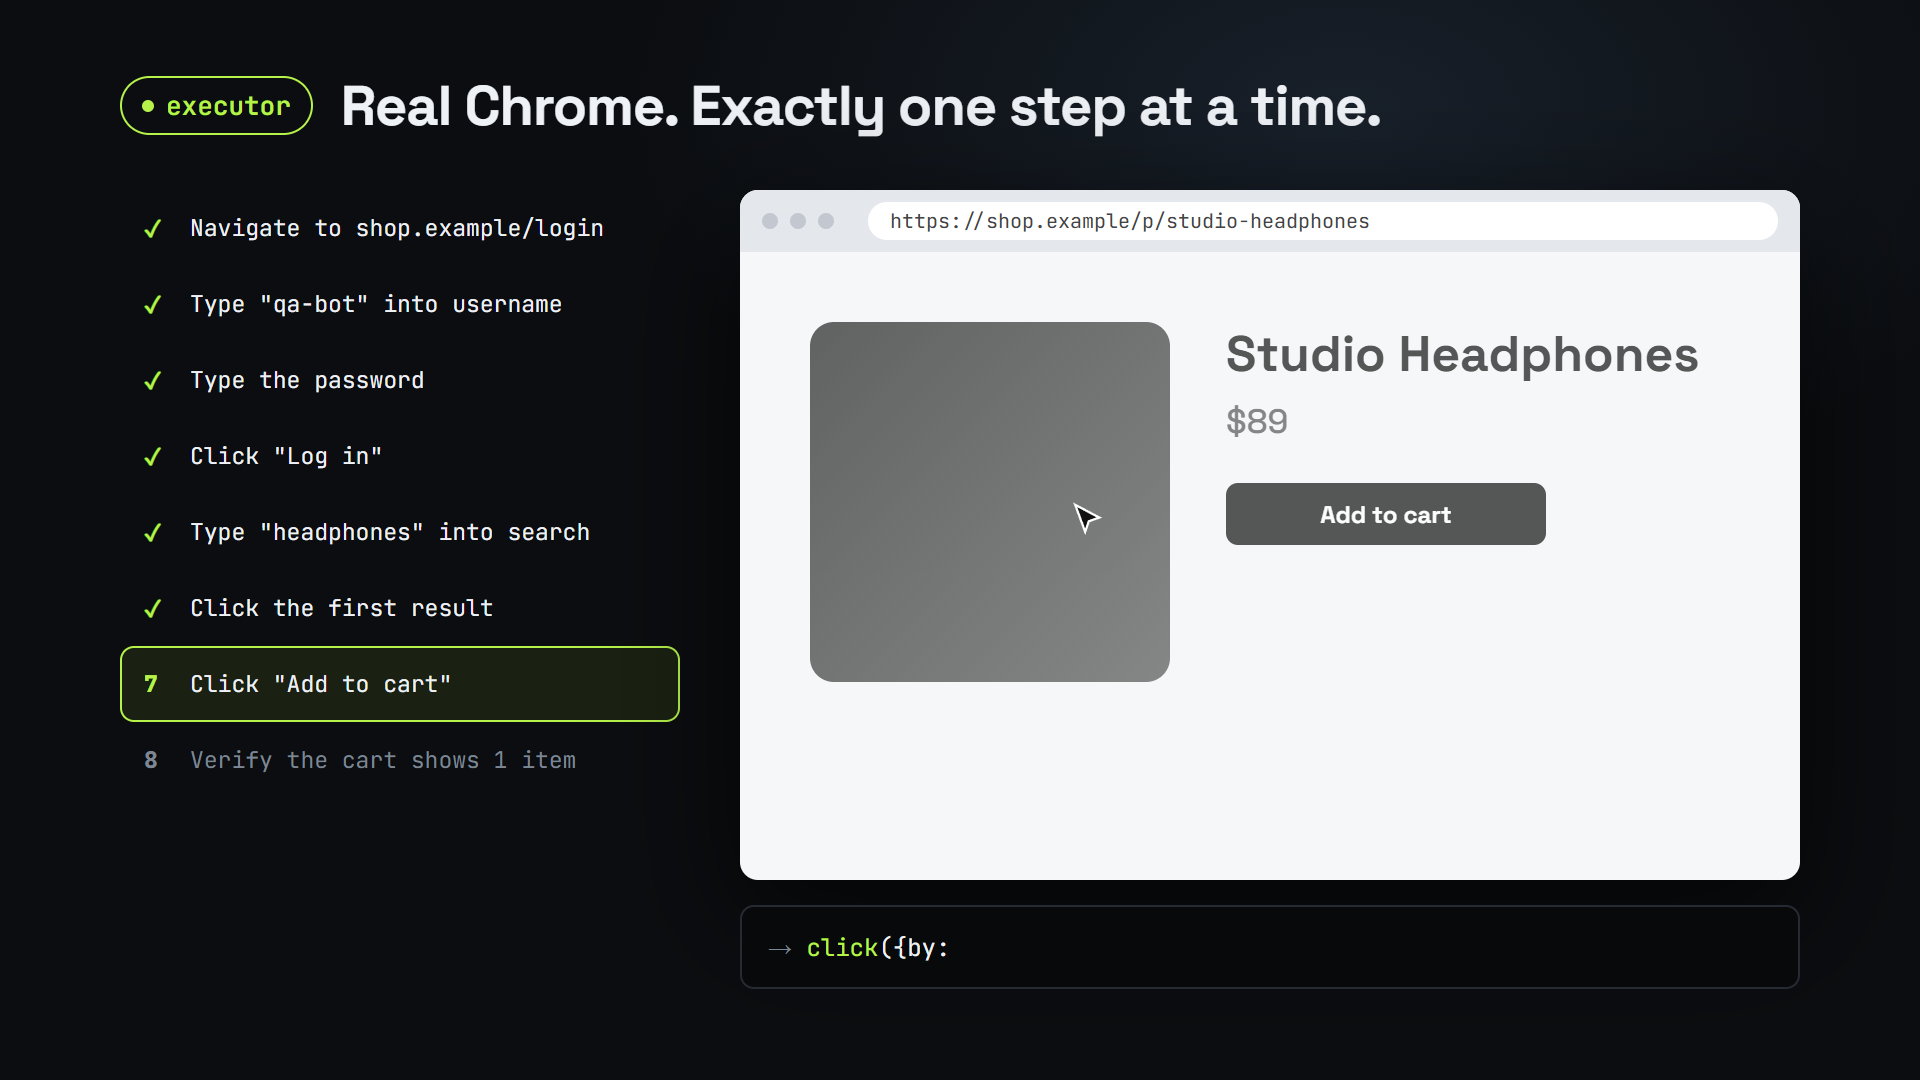 executor
Real Chrome. Exactly one step at a time.
✓ Navigate to shop.example/login
✓ Type "qa-bot" into username
✓ Type the password
✓ Click "Log in"
✓ Type "headphones" into search
✓ Click the first result
7 Click "Add to cart"
8 Verify the cart shows 1 item
https://shop.example/p/studio-headphones
Studio Headphones
$89
Add to cart
→ click({by: